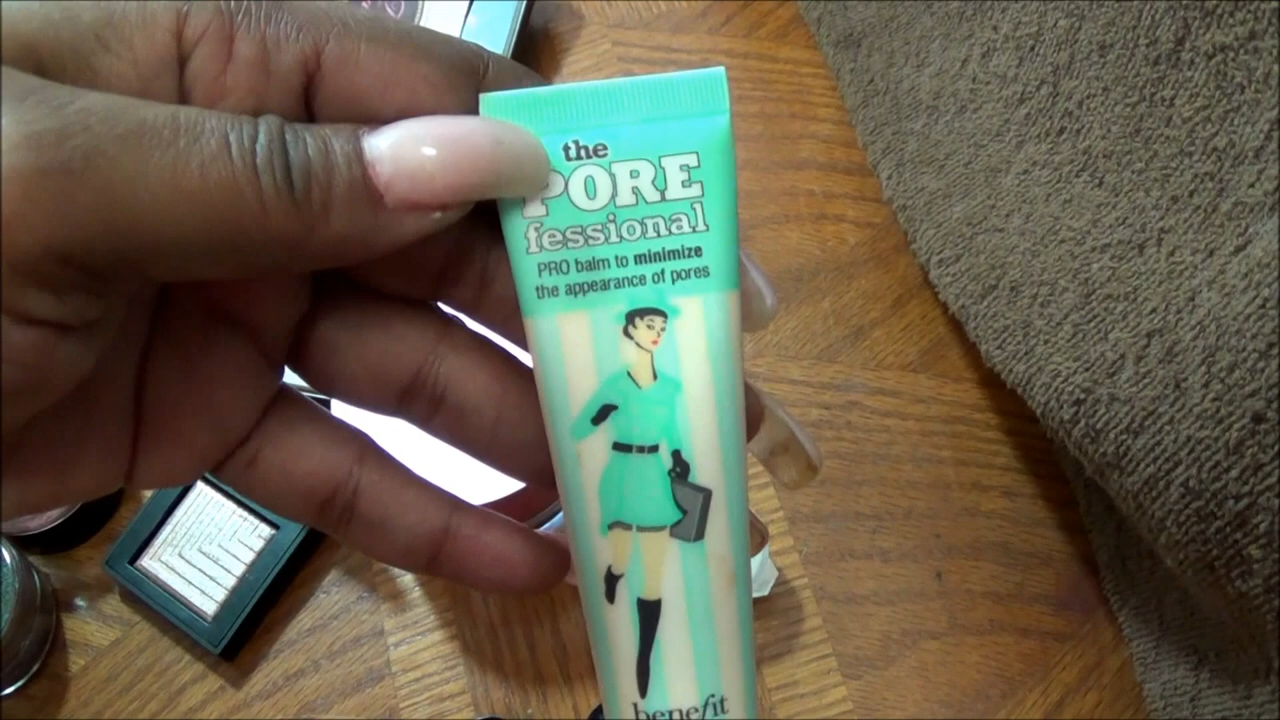 the
PORE
fessional
PRO balm to minimize
the appearance of pores
benefit